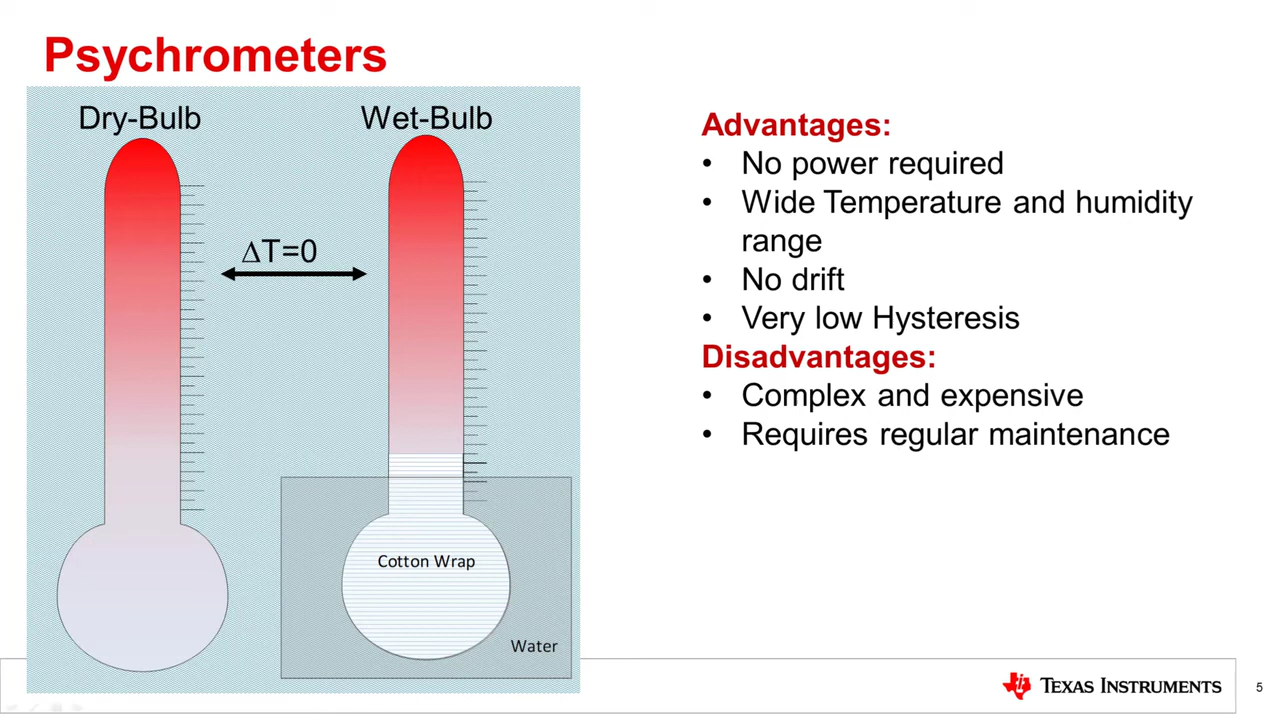 Psychrometers
Dry-Bulb
Wet-Bulb
ΔT=0
Cotton Wrap
Water
Advantages:
• No power required
• Wide Temperature and humidity
range
• No drift
• Very low Hysteresis
Disadvantages:
• Complex and expensive
• Requires regular maintenance
TEXAS INSTRUMENTS
5